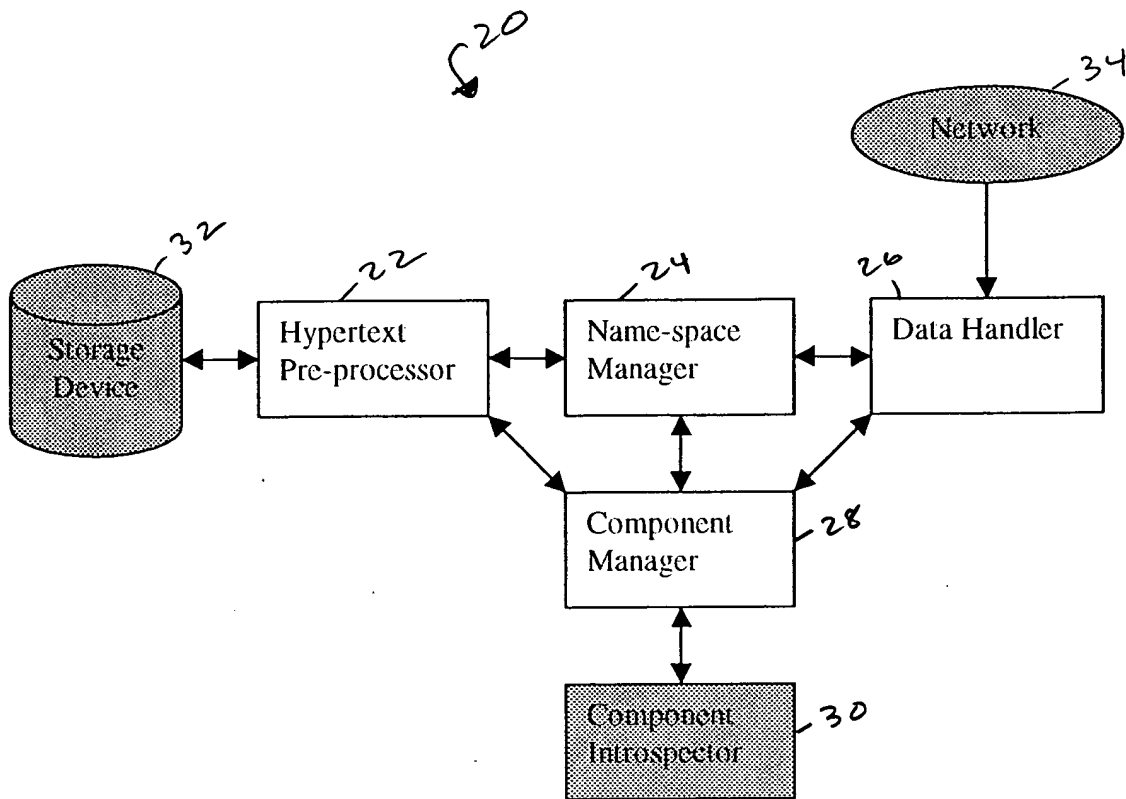 20
34
Network
32
22
24
26
Storage
Device
Hypertext
Pre-processor
Name-space
Manager
Data Handler
Component
Manager
28
Component
Introspector
30